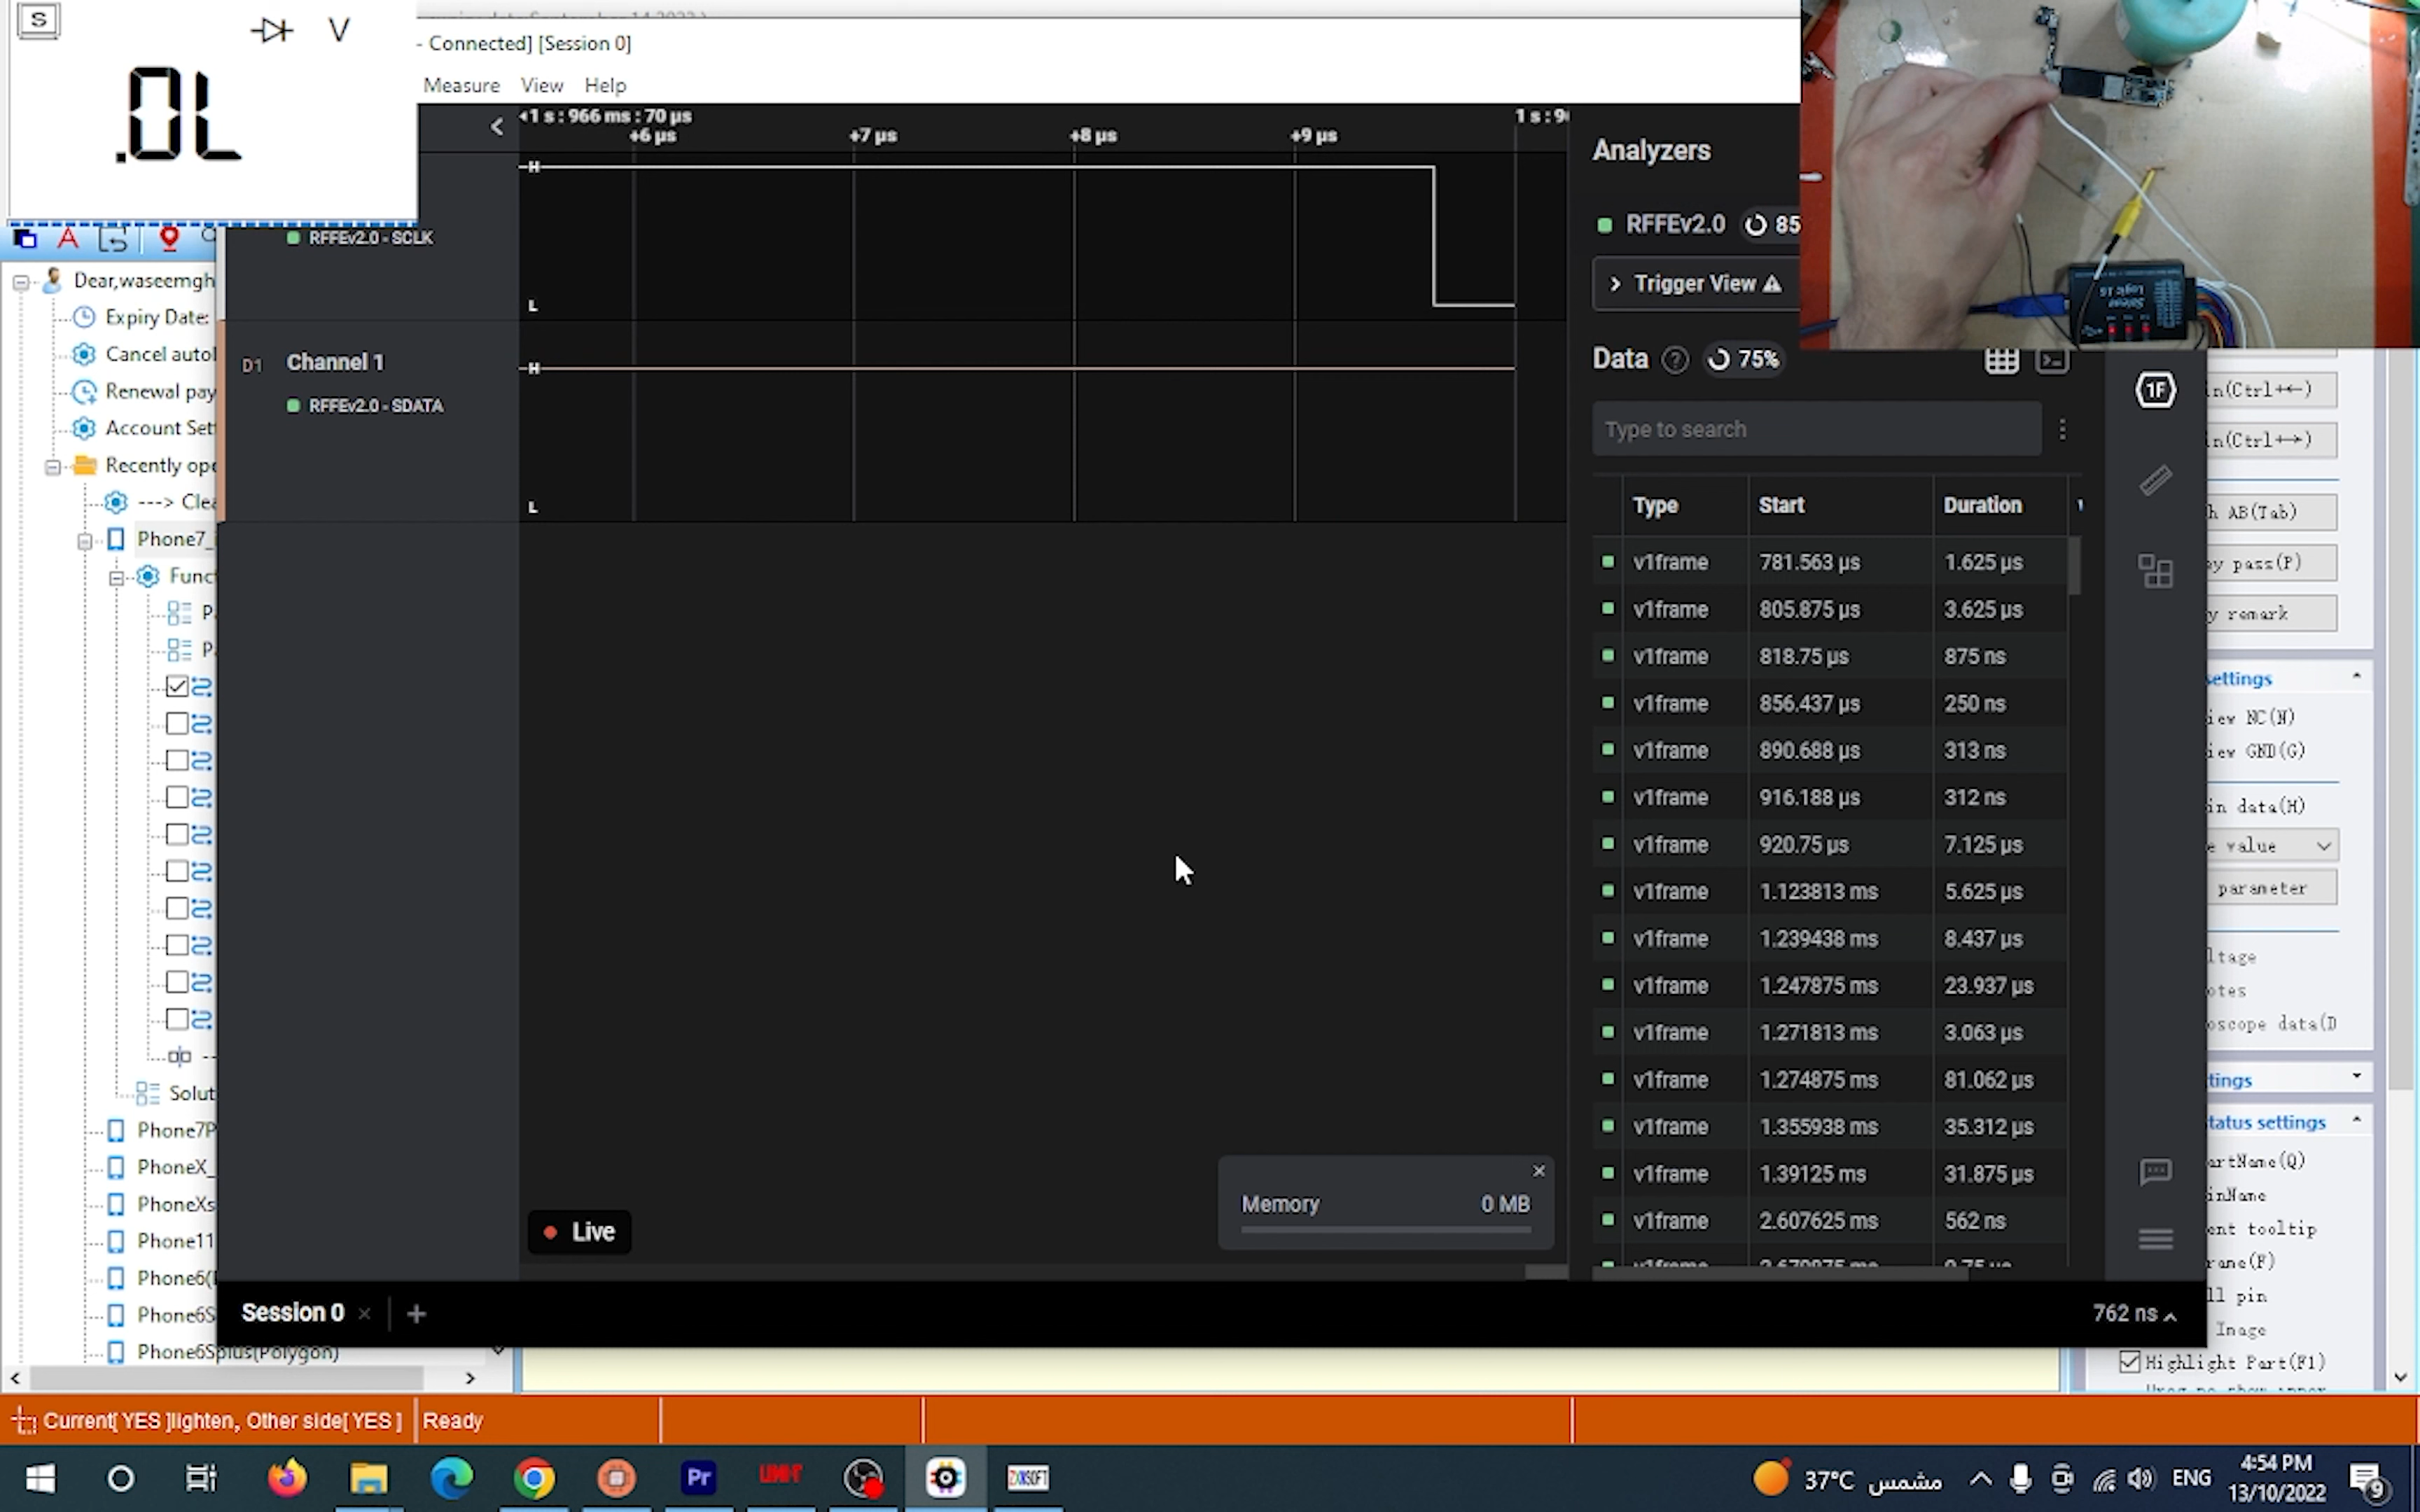 S
V
.0L
- Connected] [Session 0]
Measure View Help
1 s : 966 ms : 70 µs
+6 µs +7 µs +8 µs +9 µs
H
RFFEv2.0 - SCLK
L
D1 Channel 1 H
RFFEv2.0 - SDATA
L
Analyzers
RFFEv2.0 85
Trigger View
Data ? 75%
Type to search
Type Start Duration
v1frame 781.563 µs 1.625 µs
v1frame 805.875 µs 3.625 µs
v1frame 818.75 µs 875 ns
v1frame 856.437 µs 250 ns
v1frame 890.688 µs 313 ns
v1frame 916.188 µs 312 ns
v1frame 920.75 µs 7.125 µs
v1frame 1.123813 ms 5.625 µs
v1frame 1.239438 ms 8.437 µs
v1frame 1.247875 ms 23.937 µs
v1frame 1.271813 ms 3.063 µs
v1frame 1.274875 ms 81.062 µs
v1frame 1.355938 ms 35.312 µs
v1frame 1.39125 ms 31.875 µs
v1frame 2.607625 ms 562 ns
1F
Memory 0 MB
Live
Session 0 × +
762 ns
Dear,waseemgh
Expiry Date:
Cancel autol
Renewal pay
Account Set
Recently ope
---> Clea
Phone7_
Funct
P
P
Solut
Phone7P
PhoneX_
PhoneXs
Phone11
Phone6(
Phone6S
Phone6Splus(Polygon)
in(Ctrl+←)
in(Ctrl+→)
h AB(Tab)
y pass(P)
y remark
settings
iew NC(N)
iew GND(G)
in data(H)
e value
parameter
ltage
otes
oscope data(D
tings
tatus settings
artName(Q)
inName
ent tooltip
rame(F)
ll pin
Image
Highlight Part(F1)
Saleae
Logic 16
Current[ YES ]lighten, Other side[ YES ] Ready
Pr
UNI-T
ZXWSOFT
37°C مشمس ENG
4:54 PM
13/10/2022
9